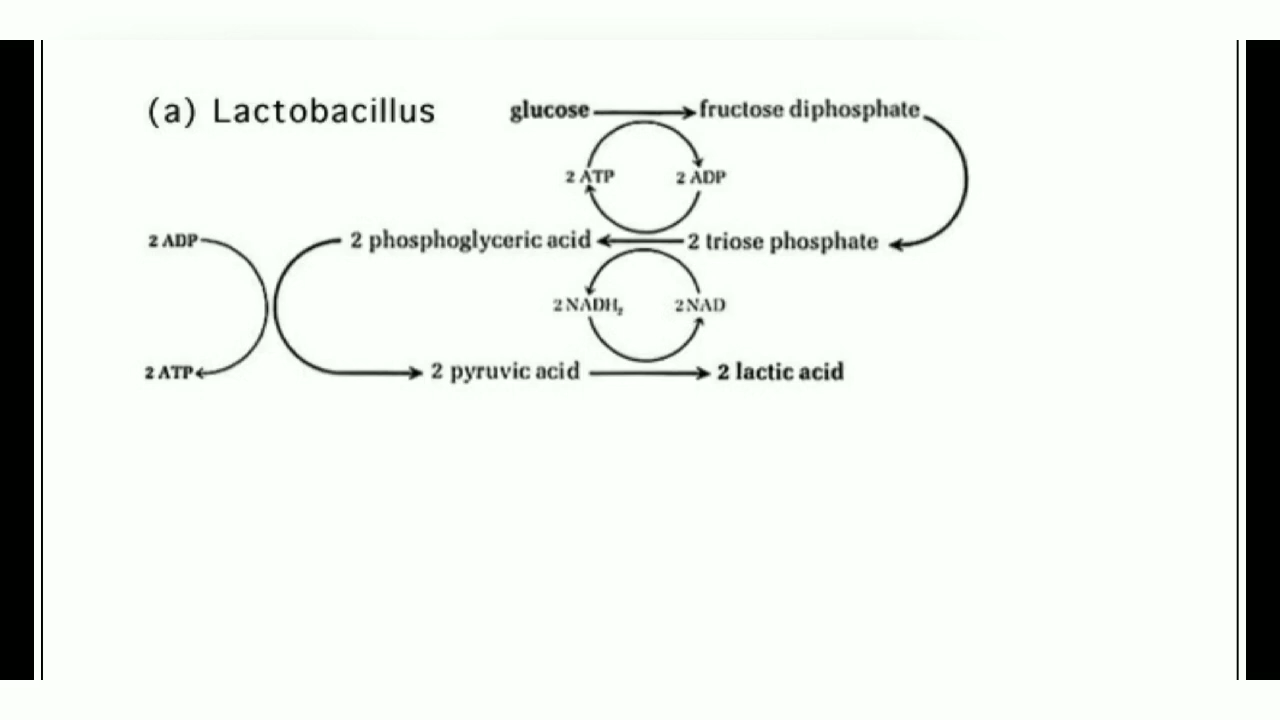 (a) Lactobacillus
glucose
fructose diphosphate
2 ATP
2 ADP
2 ADP
2 phosphoglyceric acid
2 triose phosphate
2 NADH₂
2 NAD
2 ATP
2 pyruvic acid
2 lactic acid